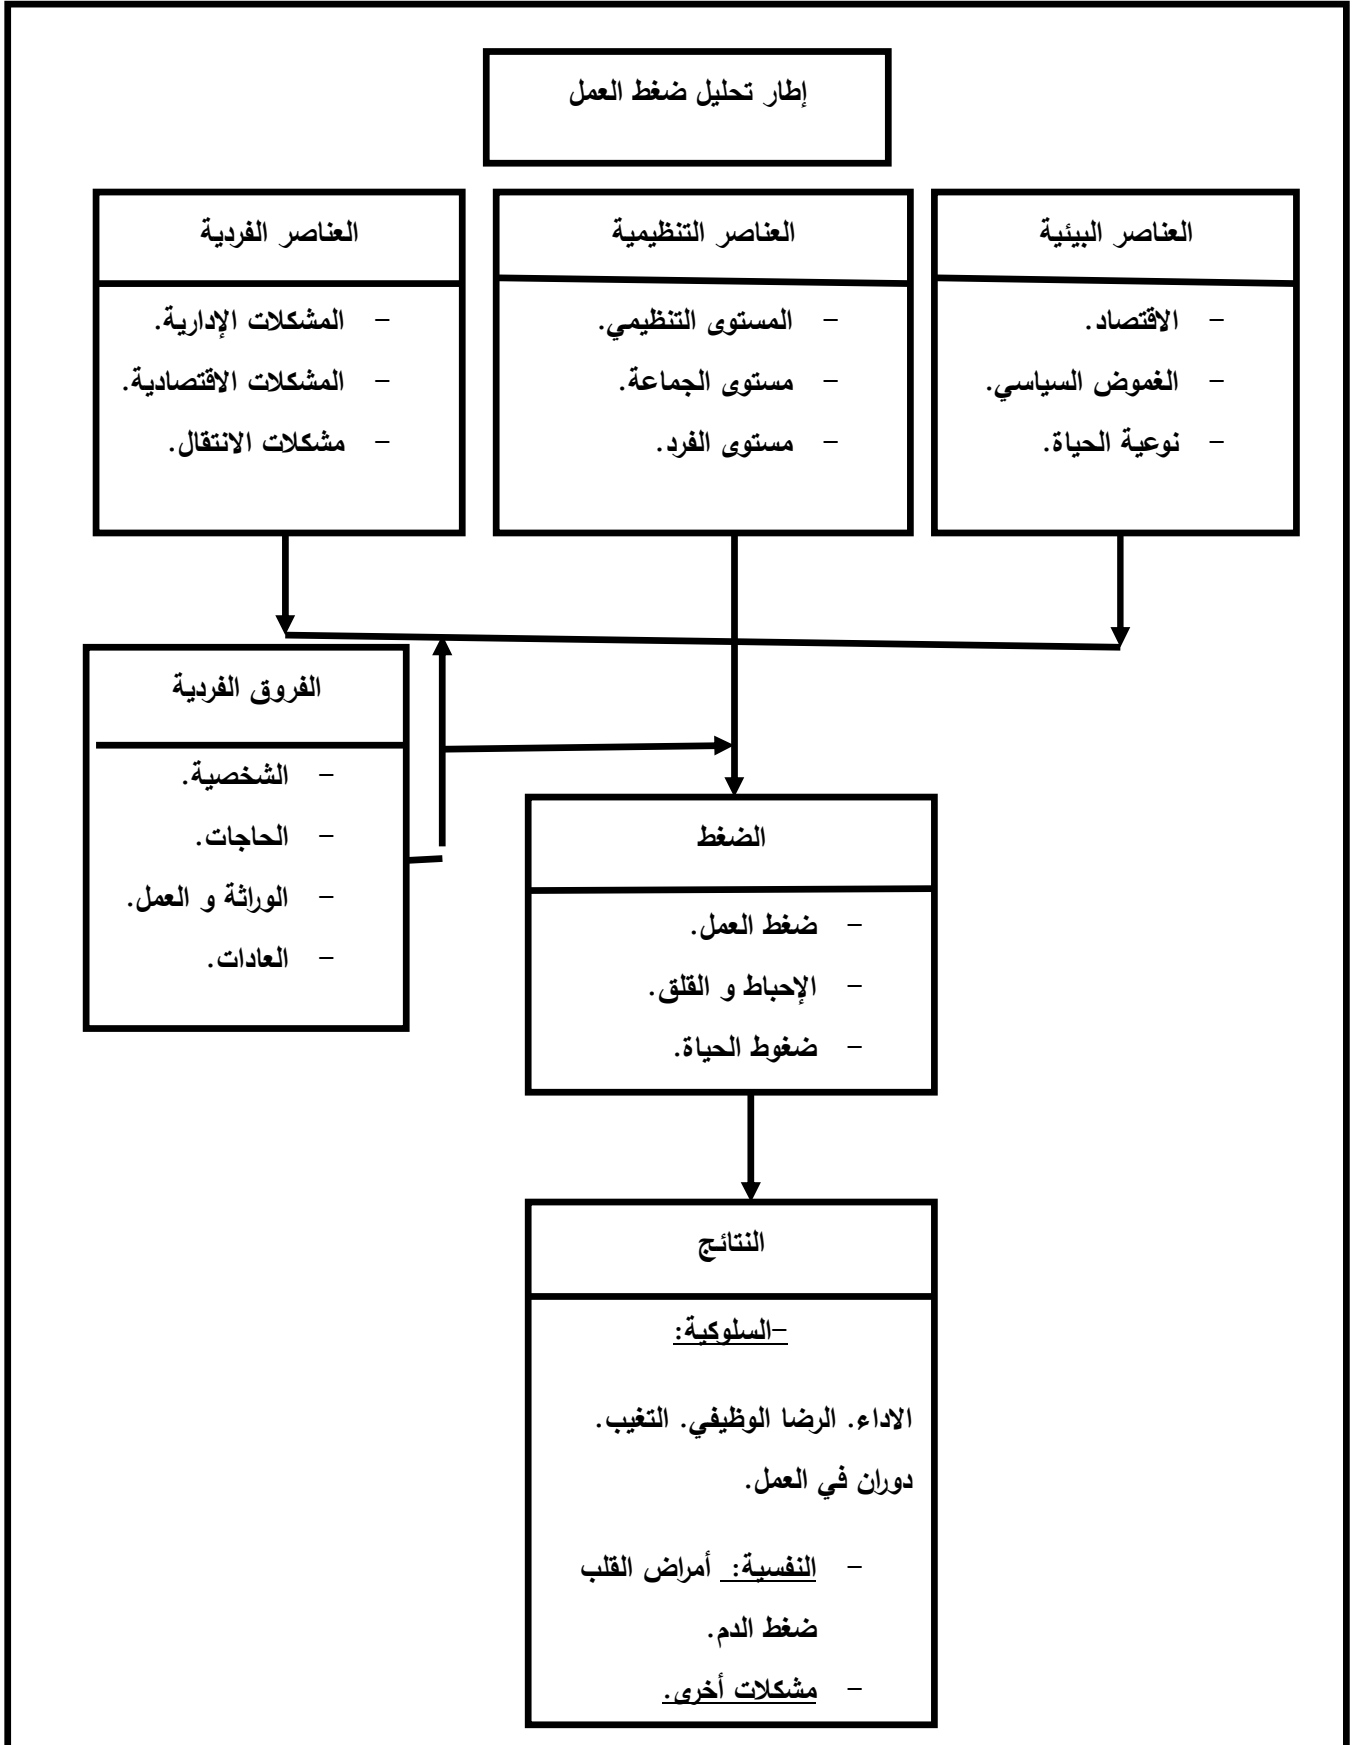 إطار تحليل ضغط العمل
العناصر البيئية
- الاقتصاد.
- الغموض السياسي.
- نوعية الحياة.
العناصر التنظيمية
- المستوى التنظيمي.
- مستوى الجماعة.
- مستوى الفرد.
العناصر الفردية
- المشكلات الإدارية.
- المشكلات الاقتصادية.
- مشكلات الانتقال.
الفروق الفردية
- الشخصية.
- الحاجات.
- الوراثة و العمل.
- العادات.
الضغط
- ضغط العمل.
- الإحباط و القلق.
- ضغوط الحياة.
النتائج
-السلوكية:
الاداء. الرضا الوظيفي. التغيب.
دوران في العمل.
- النفسية: أمراض القلب
ضغط الدم.
- مشكلات أخرى.